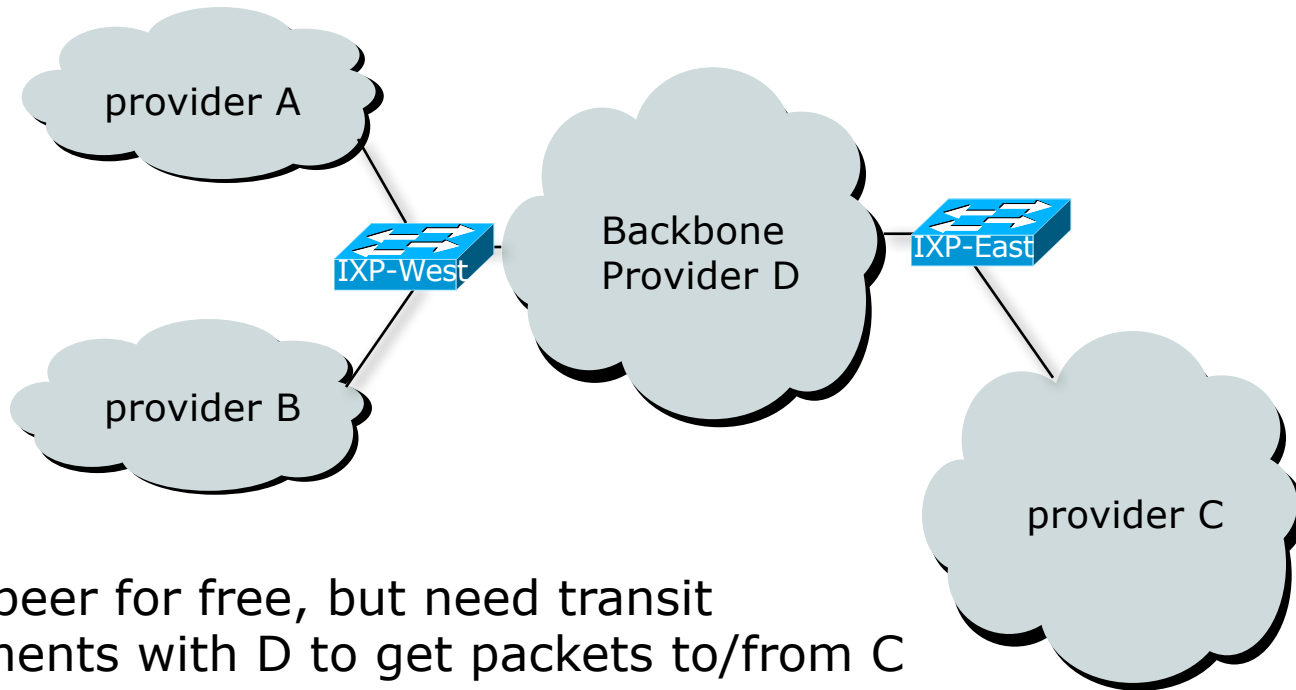 provider A
Backbone
Provider D
IXP-West
IXP-East
provider B
provider C
peer for free, but need transit
ments with D to get packets to/from C